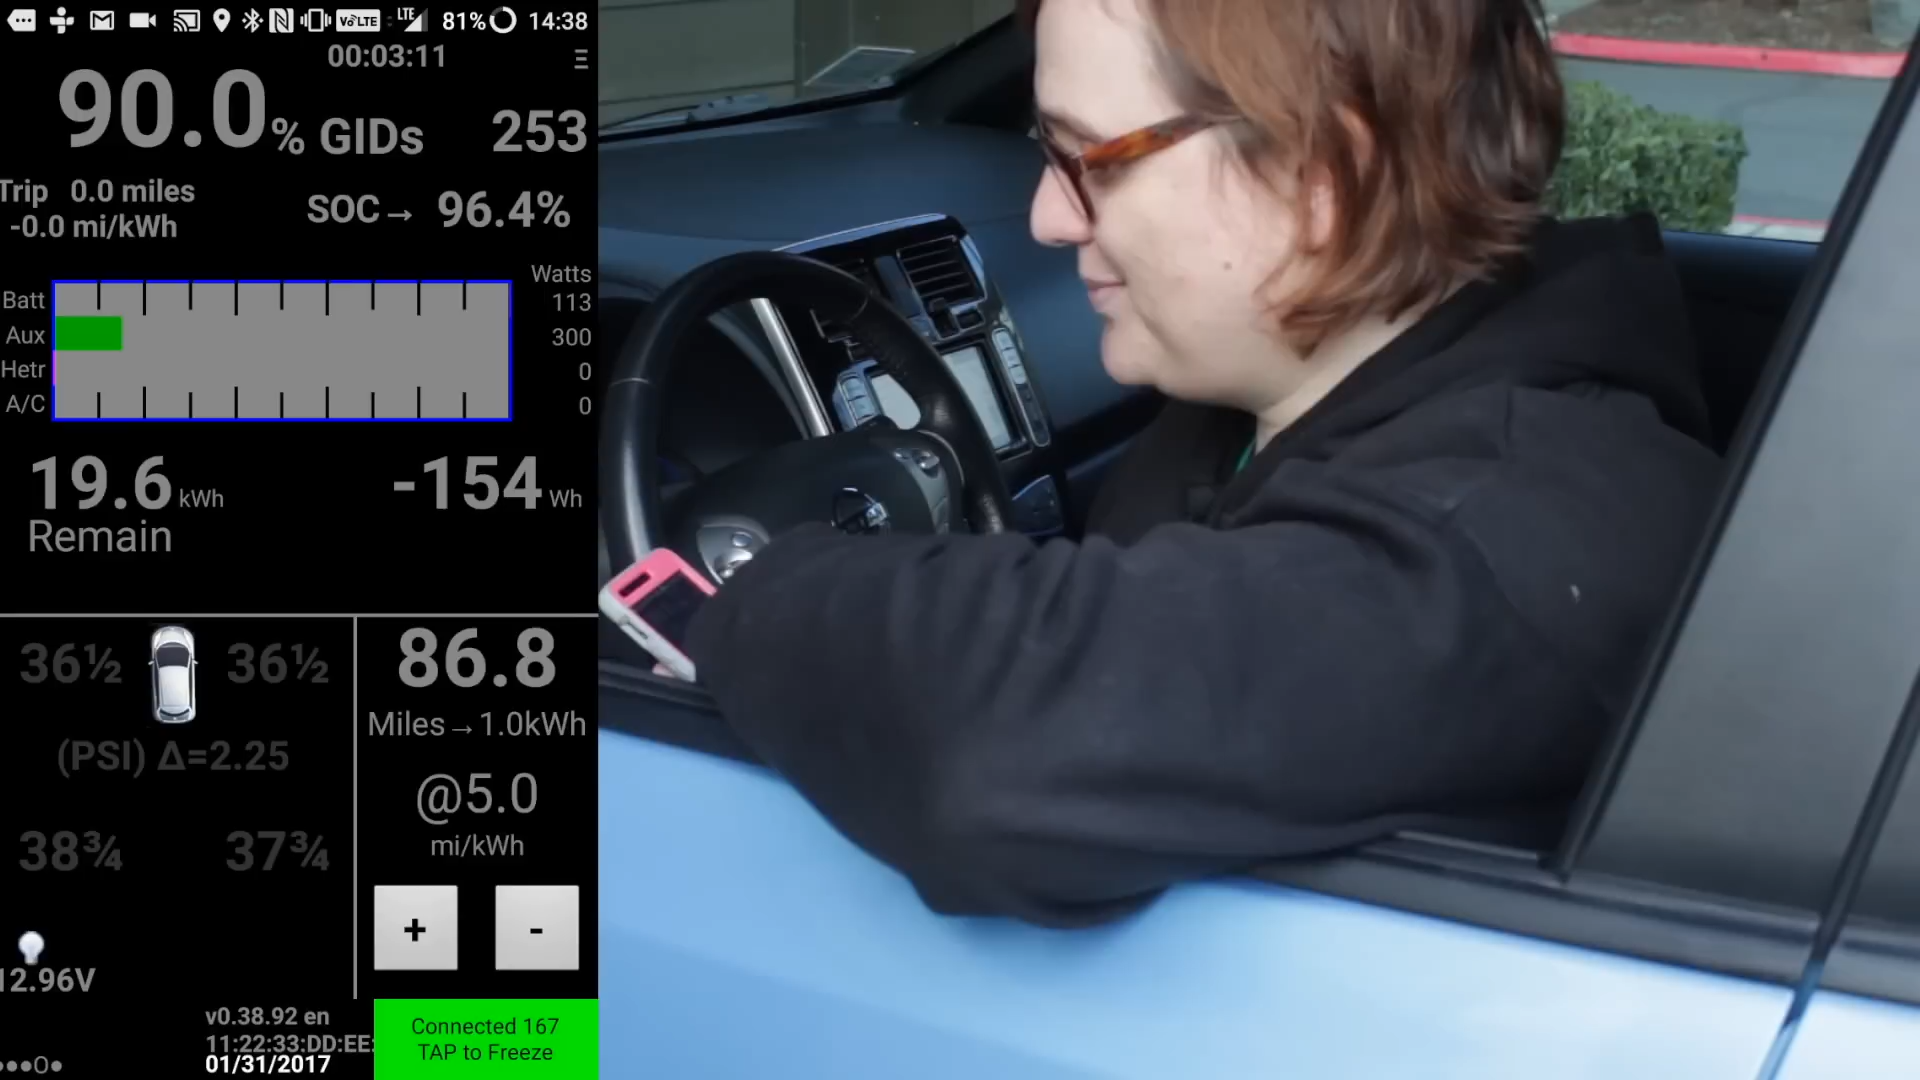 VoLTE LTE 81% 14:38
00:03:11
90.0 % GIDs 253
Trip 0.0 miles
-0.0 mi/kWh
SOC→ 96.4%
Watts
Batt 113
Aux 300
Hetr 0
A/C 0
19.6 kWh
Remain
-154 Wh
36½ 36½
(PSI) Δ=2.25
38¾ 37¾
12.96V
86.8
Miles→1.0kWh
@5.0
mi/kWh
+ -
v0.38.92 en
11:22:33:DD:EE:
01/31/2017
Connected 167
TAP to Freeze